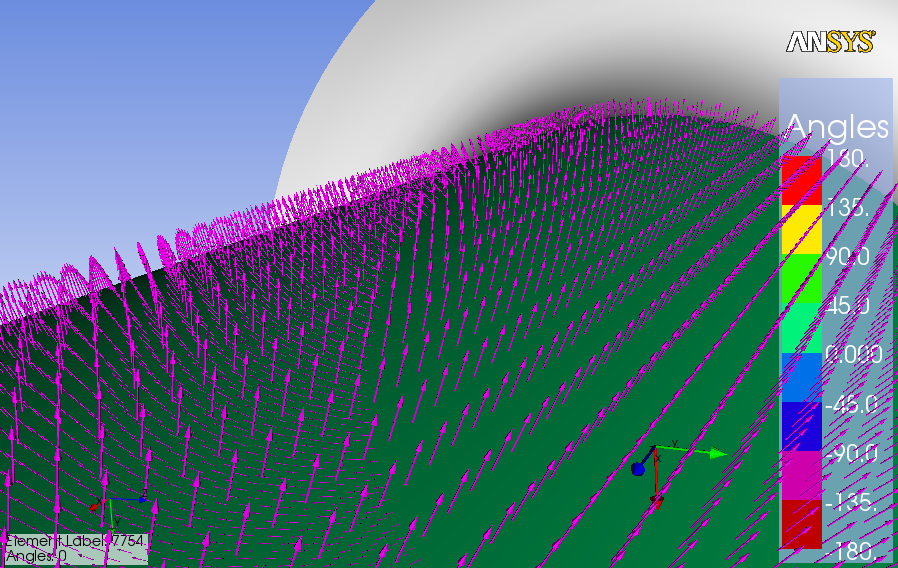 ANSYS
Angles
180.
135.
90.0
45.0
0.000
-45.0
-90.0
-135.
-180.
Y
X
Y
Element Label: 7754
Angles: 0